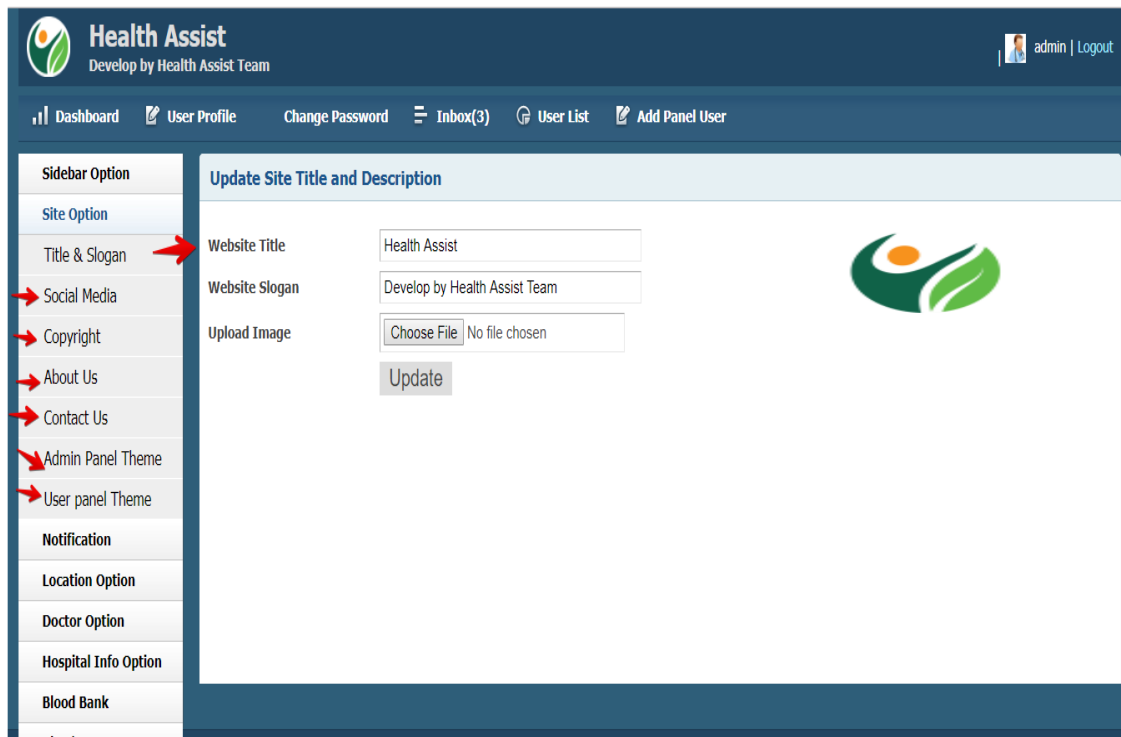 Health Assist
Develop by Health Assist Team
admin | Logout
Dashboard User Profile Change Password Inbox(3) User List Add Panel User
Sidebar Option
Site Option
Title & Slogan
Social Media
Copyright
About Us
Contact Us
Admin Panel Theme
User panel Theme
Notification
Location Option
Doctor Option
Hospital Info Option
Blood Bank
Update Site Title and Description
Website Title Health Assist
Website Slogan Develop by Health Assist Team
Upload Image Choose File No file chosen
Update